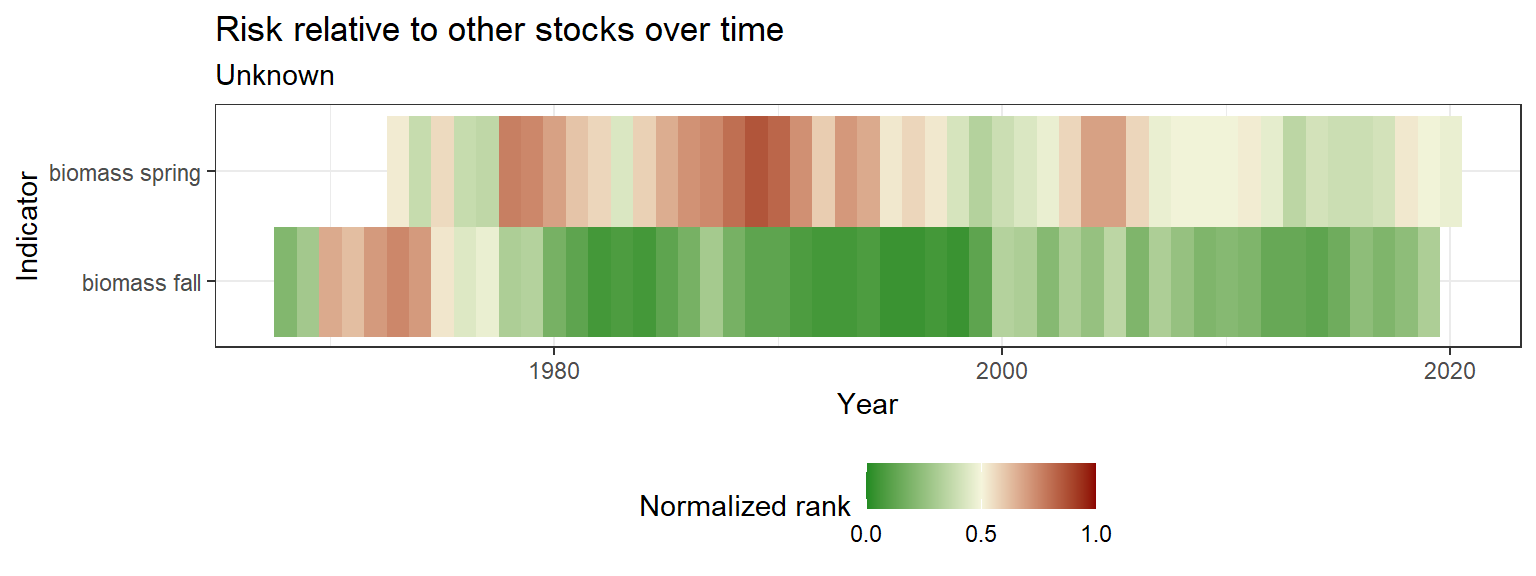 Risk relative to other stocks over time
Unknown
Indicator
biomass spring
biomass fall
1980 2000 2020
Year
Normalized rank
0.0 0.5 1.0